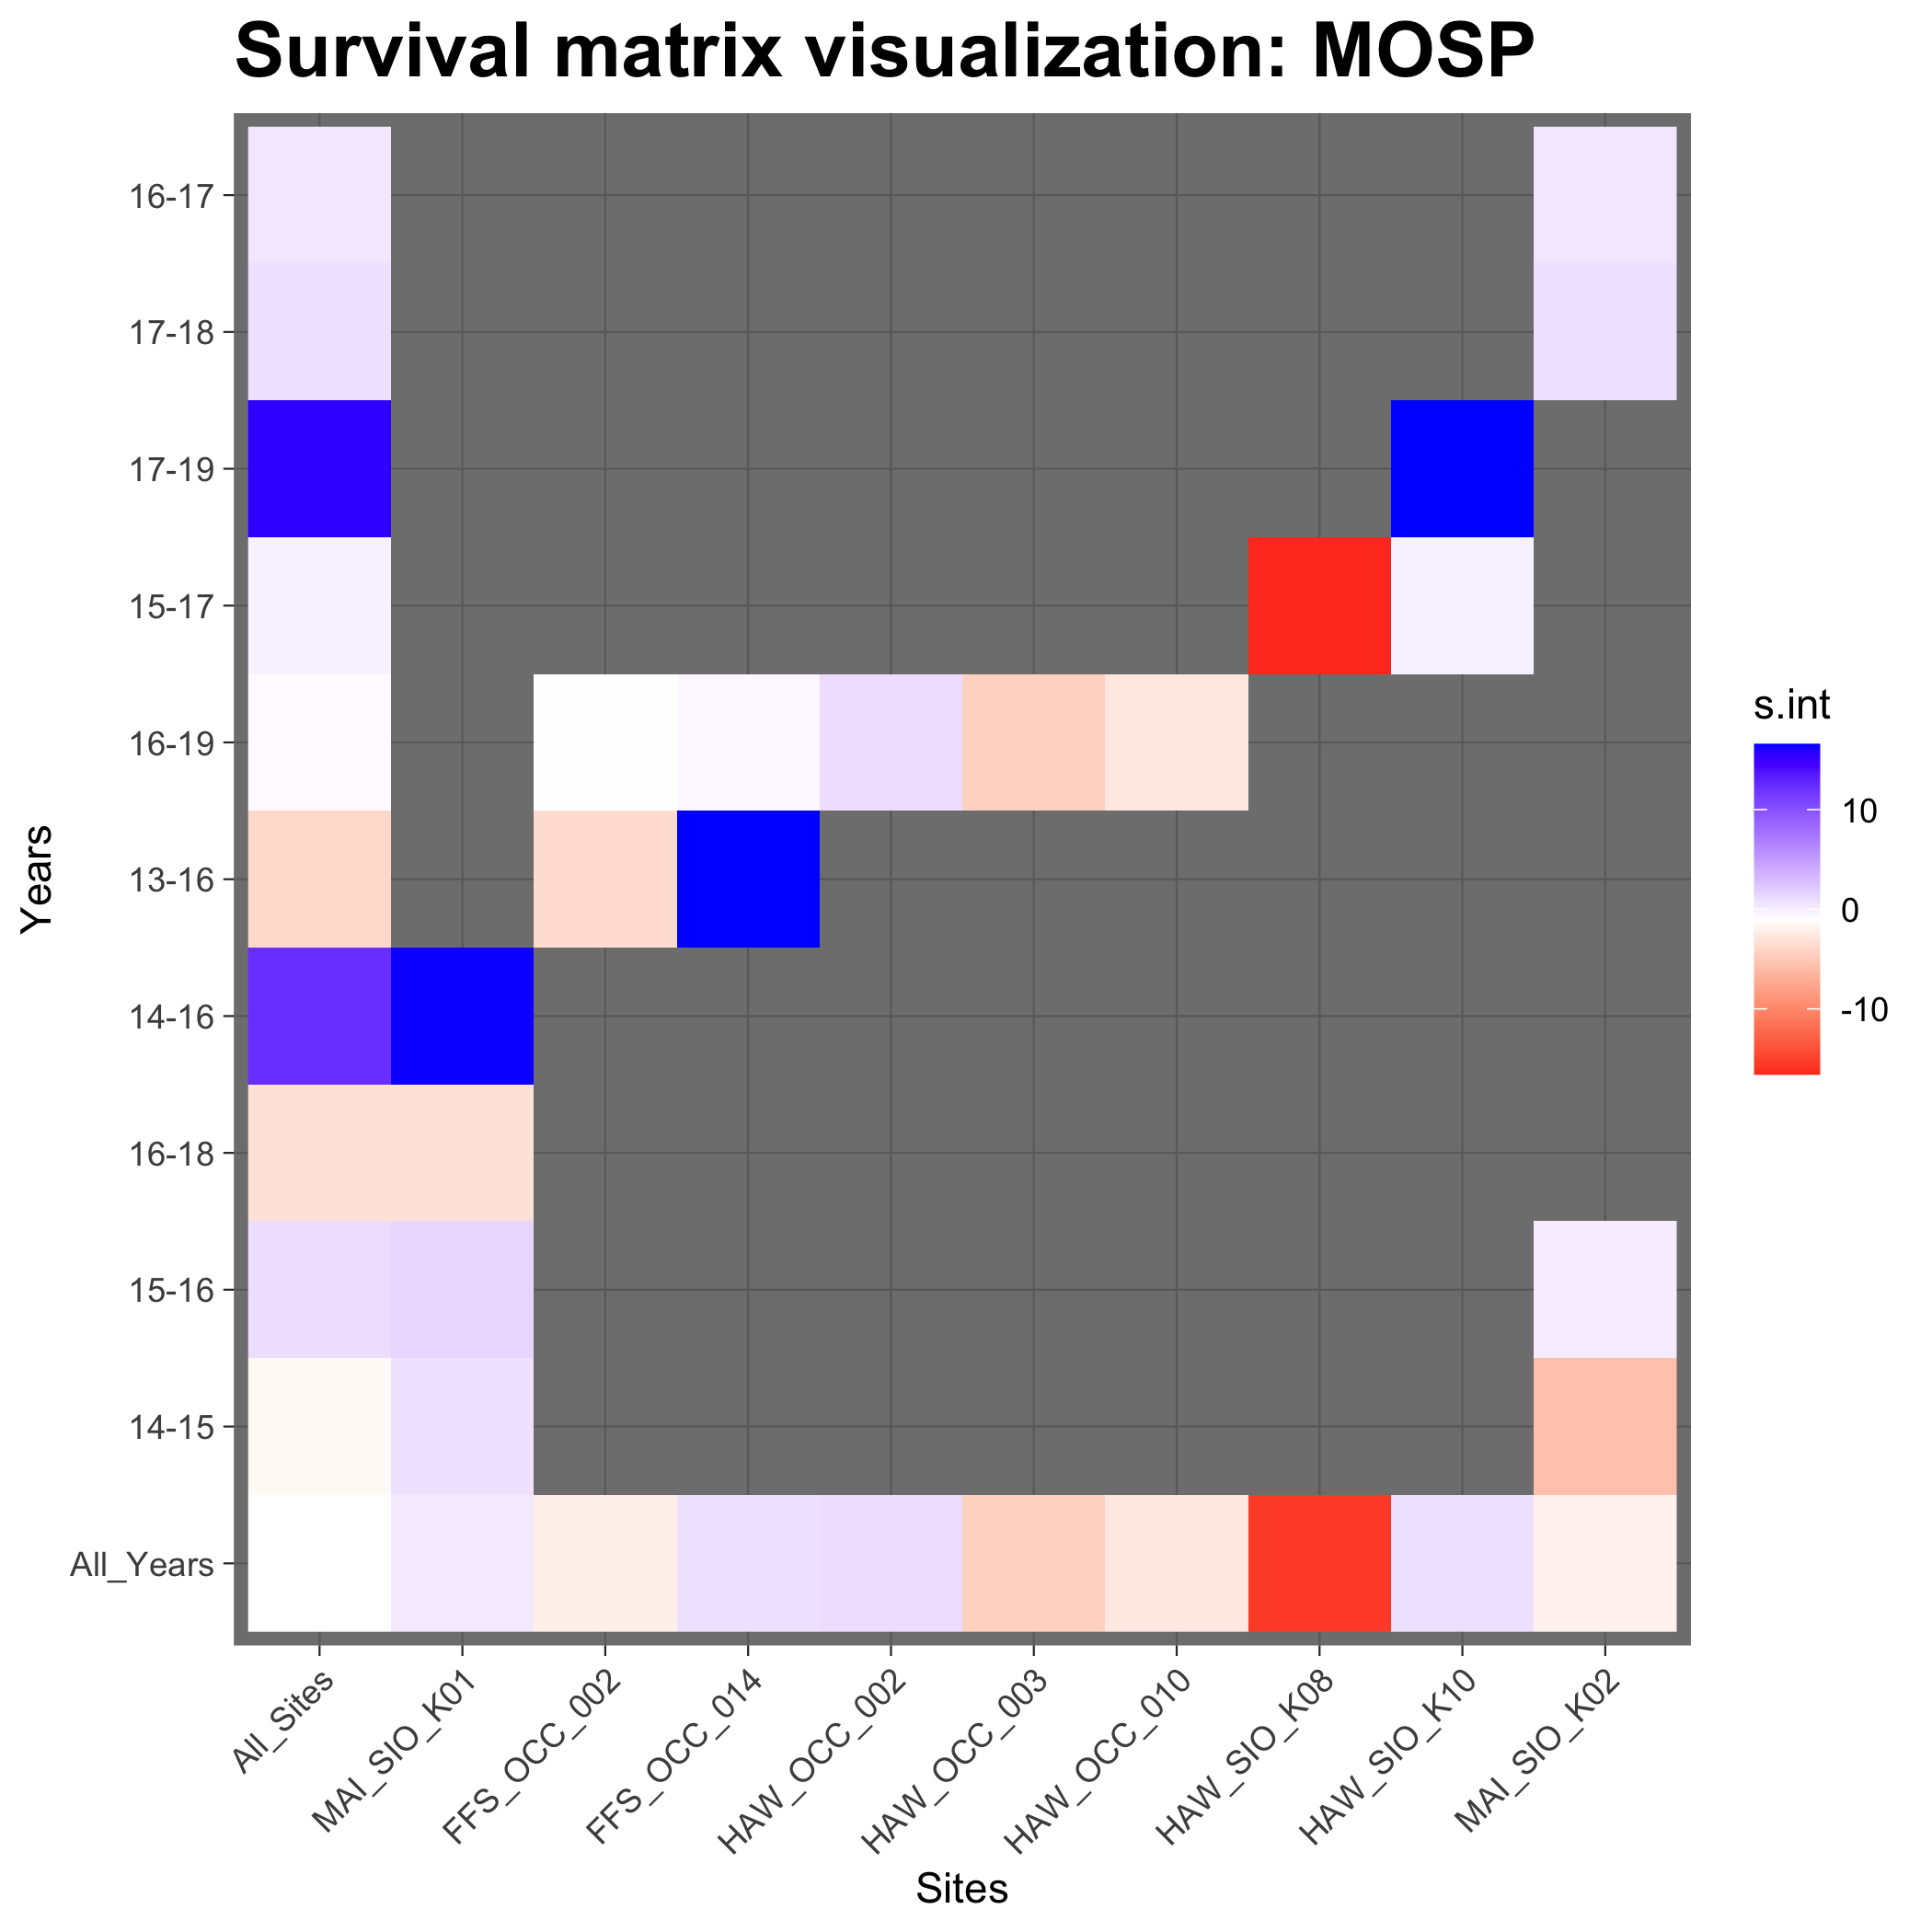 Survival matrix visualization: MOSP
16-17
17-18
17-19
15-17
16-19
13-16
14-16
16-18
15-16
14-15
All_Years
Years
All_Sites
MAI_SIO_K01
FFS_OCC_002
FFS_OCC_014
HAW_OCC_002
HAW_OCC_003
HAW_OCC_010
HAW_SIO_K08
HAW_SIO_K10
MAI_SIO_K02
Sites
s.int
10
0
-10